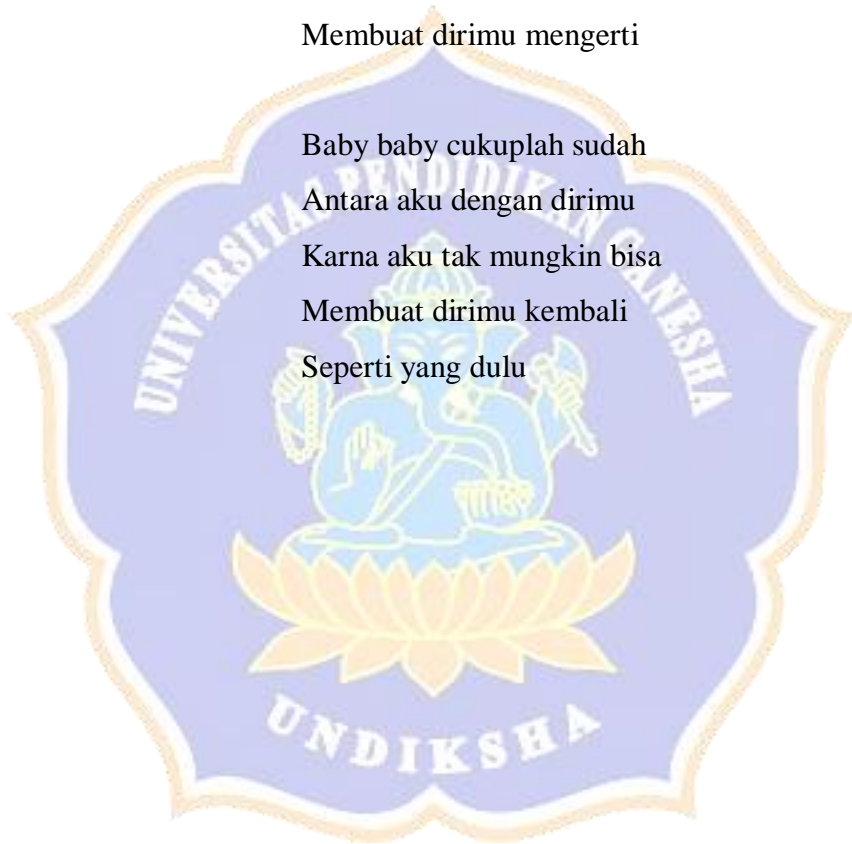 Membuat dirimu mengerti
Baby baby cukuplah sudah
Antara aku dengan dirimu
Karna aku tak mungkin bisa
Membuat dirimu kembali
Seperti yang dulu
UNIVERSITAS PENDIDIKAN GANESHA
UNDIKSHA